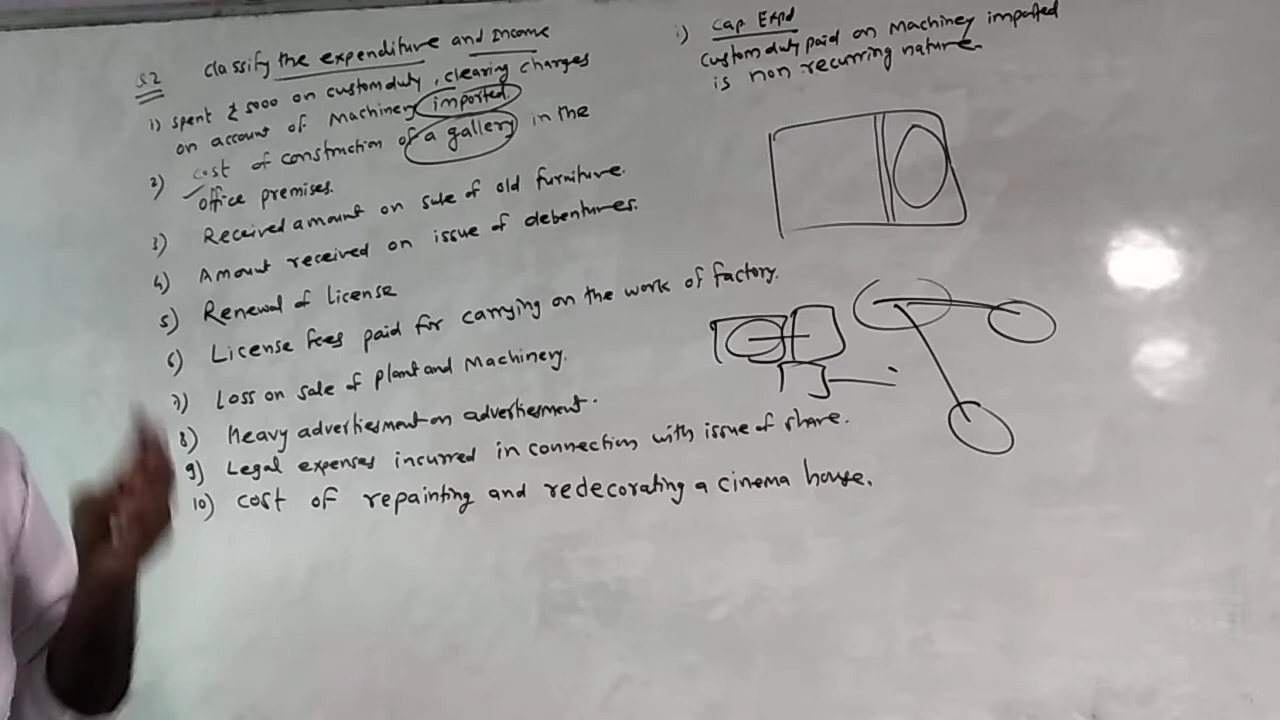 S2 classify the expenditure and Income
1) spent ₹ 5000 on customduty, clearing charges
on account of Machinery imported.
2) cost of construction of a gallery in the
office premises.
3) Received amount on sale of old furniture.
4) Amount received on issue of debentures.
5) Renewal of license
6) License fees paid for carrying on the work of factory.
7) Loss on sale of plant and Machinery.
8) Heavy advertiesment on advertiesment.
9) Legal expenses incurred in connection with issue of share.
10) cost of repainting and redecorating a cinema house.
1) Cap Expd
Custom duty paid on Machiney imported
is non recurring nature.